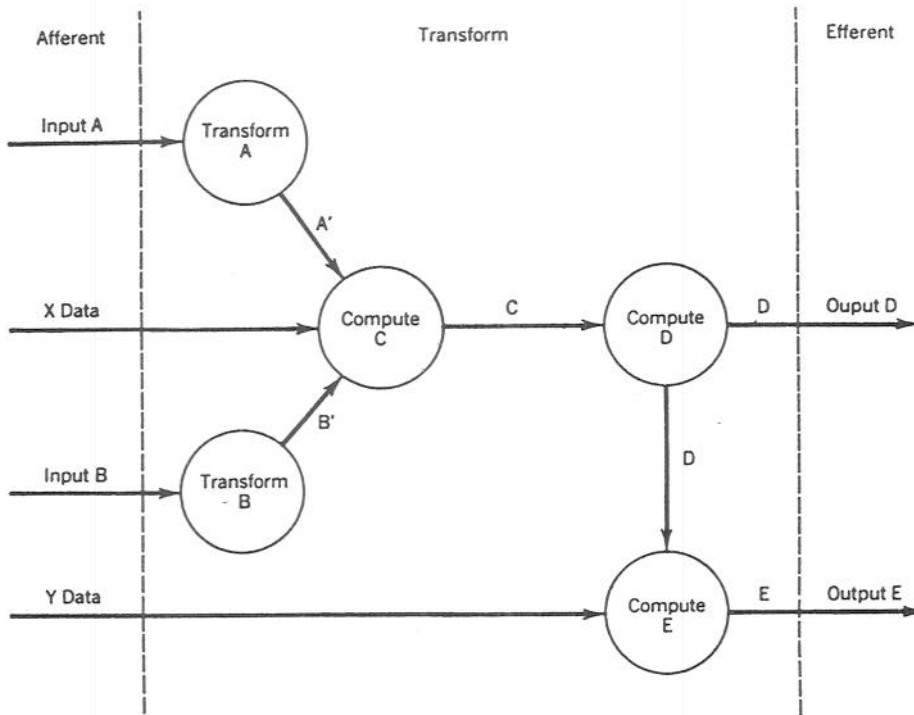 Afferent
Transform
Efferent
Input A
Transform
A
A′
X Data
Compute
C
C
Compute
D
D
Ouput D
B′
D
Input B
Transform
B
Y Data
Compute
E
E
Output E